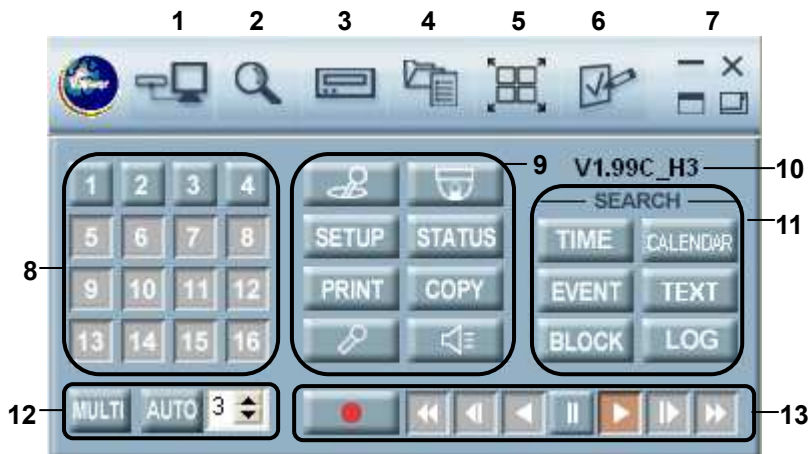 1 2 3 4 5 6 7
Viewer
V1.99C_H3
9
10
SEARCH
11
1 2 3 4
5 6 7 8
9 10 11 12
13 14 15 16
8
SETUP STATUS
PRINT COPY
TIME CALENDAR
EVENT TEXT
BLOCK LOG
12
MULTI AUTO 3
13